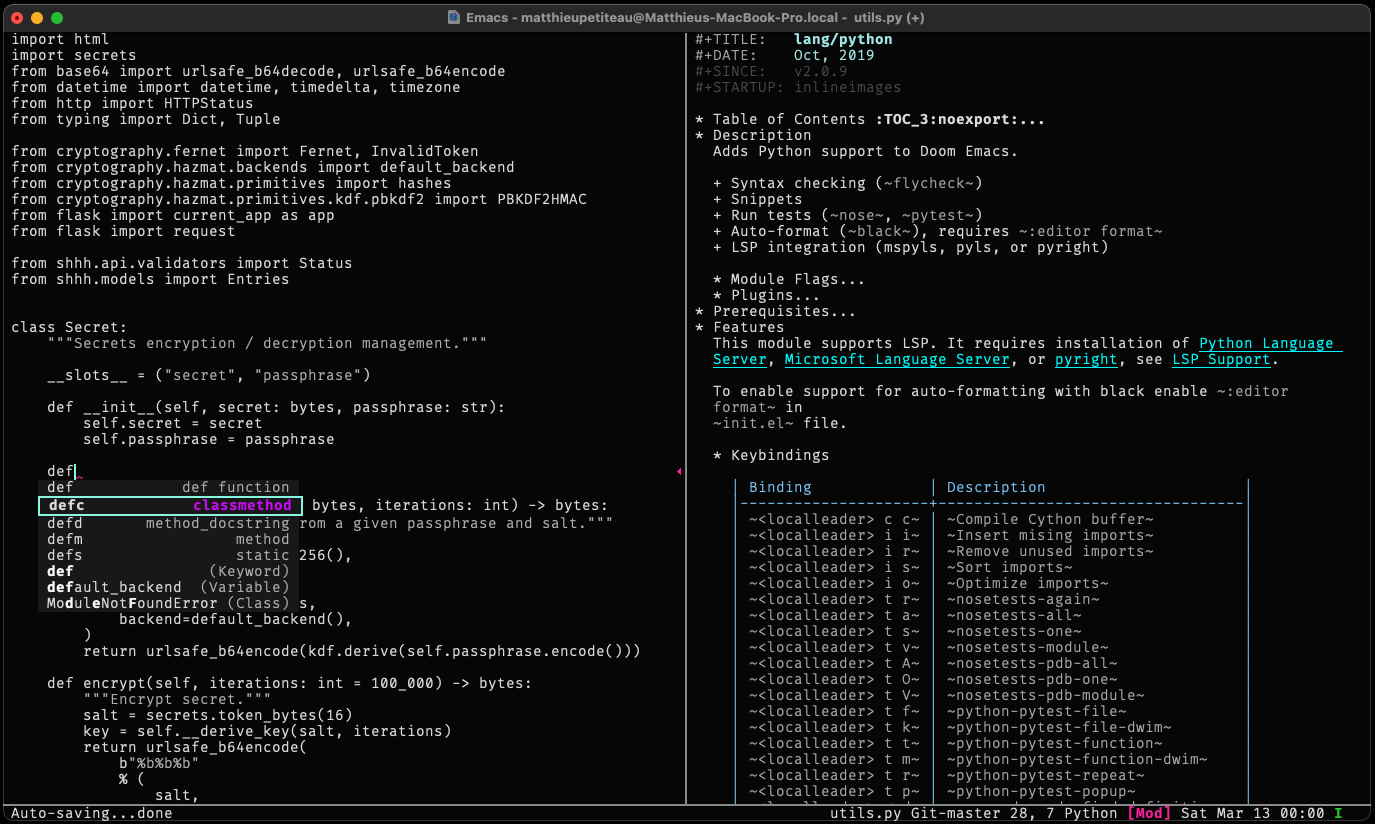 Emacs - matthieupetiteau@Matthieus-MacBook-Pro.local - utils.py (+)
import html
import secrets
from base64 import urlsafe_b64decode, urlsafe_b64encode
from datetime import datetime, timedelta, timezone
from http import HTTPStatus
from typing import Dict, Tuple
from cryptography.fernet import Fernet, InvalidToken
from cryptography.hazmat.backends import default_backend
from cryptography.hazmat.primitives import hashes
from cryptography.hazmat.primitives.kdf.pbkdf2 import PBKDF2HMAC
from flask import current_app as app
from flask import request
from shhh.api.validators import Status
from shhh.models import Entries
class Secret:
"""Secrets encryption / decryption management."""
__slots__ = ("secret", "passphrase")
def __init__(self, secret: bytes, passphrase: str):
self.secret = secret
self.passphrase = passphrase
def
def def function
defc classmethod bytes, iterations: int) -> bytes:
defd method_docstring rom a given passphrase and salt."""
defm method
defs static 256(),
def (Keyword)
default_backend (Variable)
ModuleNotFoundError (Class) s,
backend=default_backend(),
)
return urlsafe_b64encode(kdf.derive(self.passphrase.encode()))
def encrypt(self, iterations: int = 100_000) -> bytes:
"""Encrypt secret."""
salt = secrets.token_bytes(16)
key = self.__derive_key(salt, iterations)
return urlsafe_b64encode(
b"%b%b%b%b"
% (
salt,
#+TITLE: lang/python
#+DATE: Oct, 2019
#+SINCE: v2.0.9
#+STARTUP: inlineimages
* Table of Contents :TOC_3:noexport:...
* Description
Adds Python support to Doom Emacs.
+ Syntax checking (~flycheck~)
+ Snippets
+ Run tests (~nose~, ~pytest~)
+ Auto-format (~black~), requires ~:editor format~
+ LSP integration (mspyls, pyls, or pyright)
* Module Flags...
* Plugins...
* Prerequisites...
* Features
This module supports LSP. It requires installation of Python Language
Server, Microsoft Language Server, or pyright, see LSP Support.
To enable support for auto-formatting with black enable ~:editor
format~ in
~init.el~ file.
* Keybindings
| Binding | Description |
|---------------------+----------------------------------|
| ~<localleader> c c~ | ~Compile Cython buffer~ |
| ~<localleader> i i~ | ~Insert mising imports~ |
| ~<localleader> i r~ | ~Remove unused imports~ |
| ~<localleader> i s~ | ~Sort imports~ |
| ~<localleader> i o~ | ~Optimize imports~ |
| ~<localleader> t r~ | ~nosetests-again~ |
| ~<localleader> t a~ | ~nosetests-all~ |
| ~<localleader> t s~ | ~nosetests-one~ |
| ~<localleader> t v~ | ~nosetests-module~ |
| ~<localleader> t A~ | ~nosetests-pdb-all~ |
| ~<localleader> t O~ | ~nosetests-pdb-one~ |
| ~<localleader> t V~ | ~nosetests-pdb-module~ |
| ~<localleader> t f~ | ~python-pytest-file~ |
| ~<localleader> t k~ | ~python-pytest-file-dwim~ |
| ~<localleader> t t~ | ~python-pytest-function~ |
| ~<localleader> t m~ | ~python-pytest-function-dwim~ |
| ~<localleader> t r~ | ~python-pytest-repeat~ |
| ~<localleader> t p~ | ~python-pytest-popup~ |
Auto-saving...done
utils.py Git-master 28, 7 Python [Mod] Sat Mar 13 00:00 I